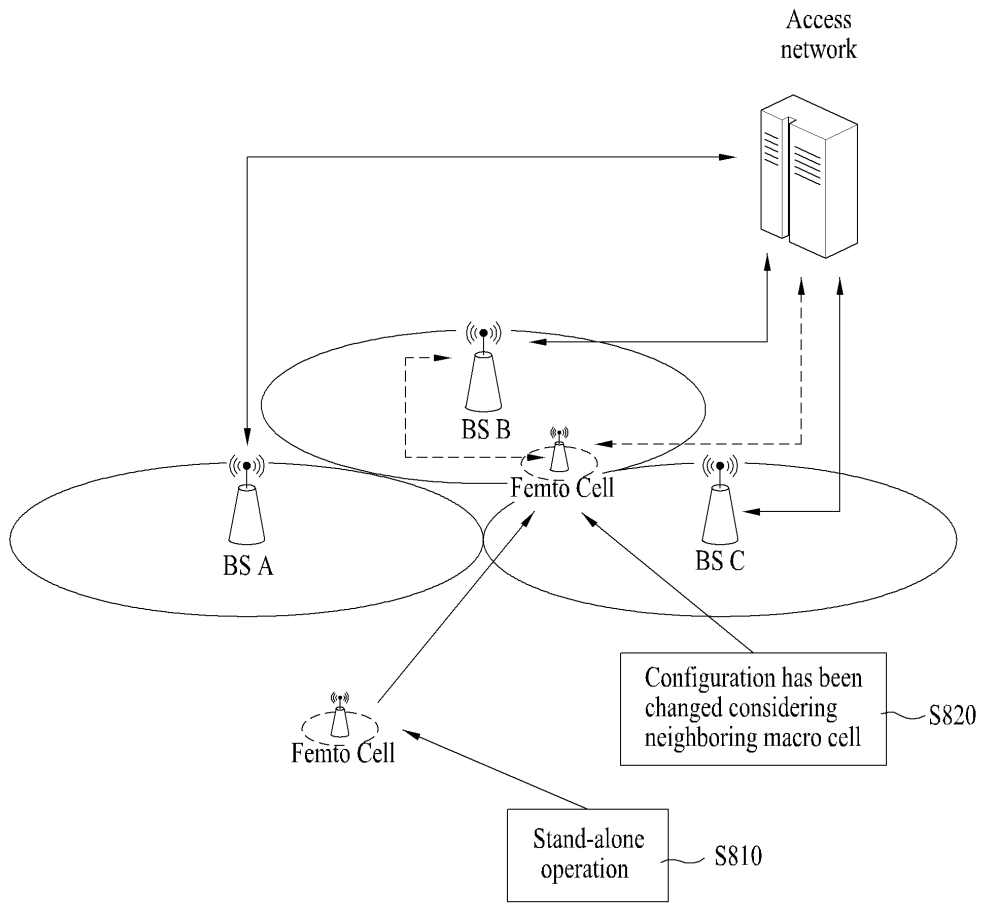 Access
network
BS B
Femto Cell
BS A
BS C
Configuration has been
changed considering
neighboring macro cell
S820
Femto Cell
Stand-alone
operation
S810